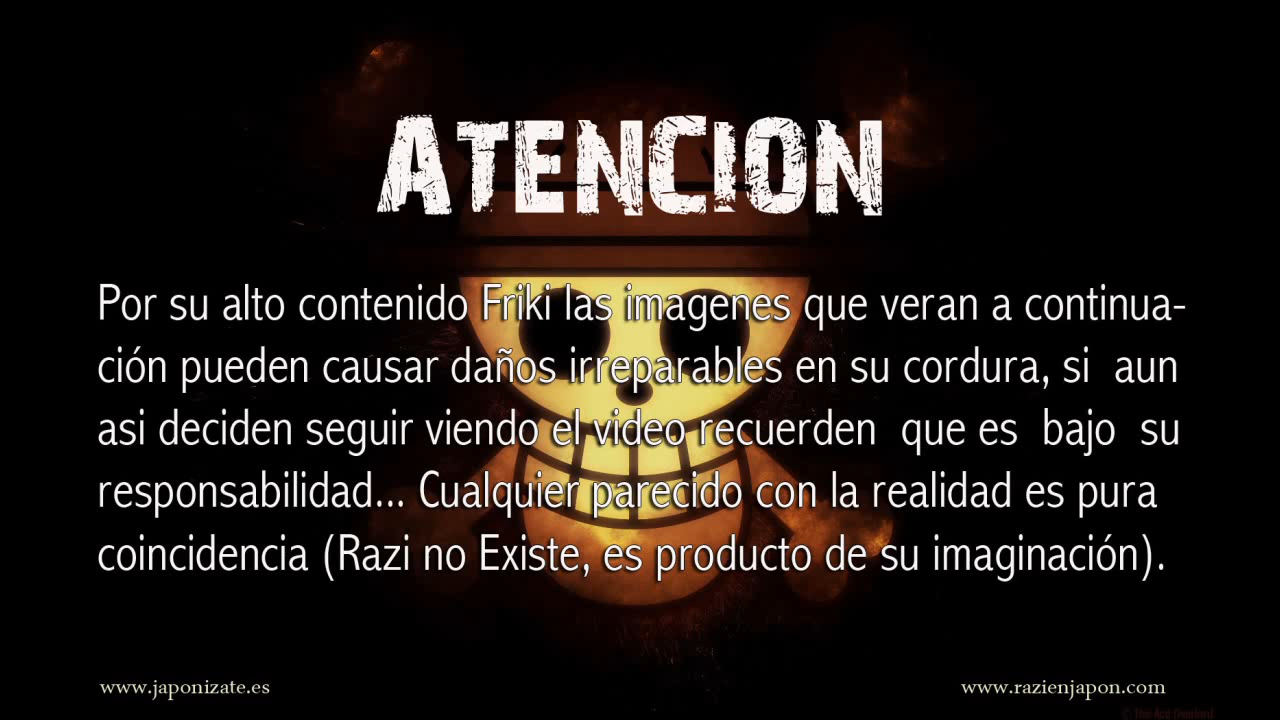 ATENCION
Por su alto contenido Friki las imagenes que veran a continua-
ción pueden causar daños irreparables en su cordura, si aun
asi deciden seguir viendo el video recuerden que es bajo su
responsabilidad... Cualquier parecido con la realidad es pura
coincidencia (Razi no Existe, es producto de su imaginación).
www.japonizate.es
www.razienjapon.com